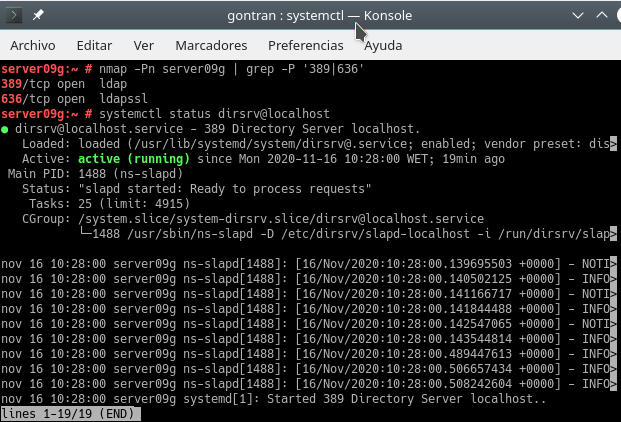 gontran : systemctl — Konsole
Archivo Editar Ver Marcadores Preferencias Ayuda
server09g:~ # nmap -Pn server09g | grep -P '389|636'
389/tcp open  ldap
636/tcp open  ldapssl
server09g:~ # systemctl status dirsrv@localhost
● dirsrv@localhost.service - 389 Directory Server localhost.
   Loaded: loaded (/usr/lib/systemd/system/dirsrv@.service; enabled; vendor preset: dis>
   Active: active (running) since Mon 2020-11-16 10:28:00 WET; 19min ago
 Main PID: 1488 (ns-slapd)
   Status: "slapd started: Ready to process requests"
    Tasks: 25 (limit: 4915)
   CGroup: /system.slice/system-dirsrv.slice/dirsrv@localhost.service
           └─1488 /usr/sbin/ns-slapd -D /etc/dirsrv/slapd-localhost -i /run/dirsrv/slap>
nov 16 10:28:00 server09g ns-slapd[1488]: [16/Nov/2020:10:28:00.139695503 +0000] - NOTI>
nov 16 10:28:00 server09g ns-slapd[1488]: [16/Nov/2020:10:28:00.140502125 +0000] - INFO>
nov 16 10:28:00 server09g ns-slapd[1488]: [16/Nov/2020:10:28:00.141166717 +0000] - NOTI>
nov 16 10:28:00 server09g ns-slapd[1488]: [16/Nov/2020:10:28:00.141844488 +0000] - INFO>
nov 16 10:28:00 server09g ns-slapd[1488]: [16/Nov/2020:10:28:00.142547065 +0000] - NOTI>
nov 16 10:28:00 server09g ns-slapd[1488]: [16/Nov/2020:10:28:00.143544814 +0000] - INFO>
nov 16 10:28:00 server09g ns-slapd[1488]: [16/Nov/2020:10:28:00.489447613 +0000] - INFO>
nov 16 10:28:00 server09g ns-slapd[1488]: [16/Nov/2020:10:28:00.506657434 +0000] - INFO>
nov 16 10:28:00 server09g ns-slapd[1488]: [16/Nov/2020:10:28:00.508242604 +0000] - INFO>
nov 16 10:28:00 server09g systemd[1]: Started 389 Directory Server localhost..
lines 1-19/19 (END)